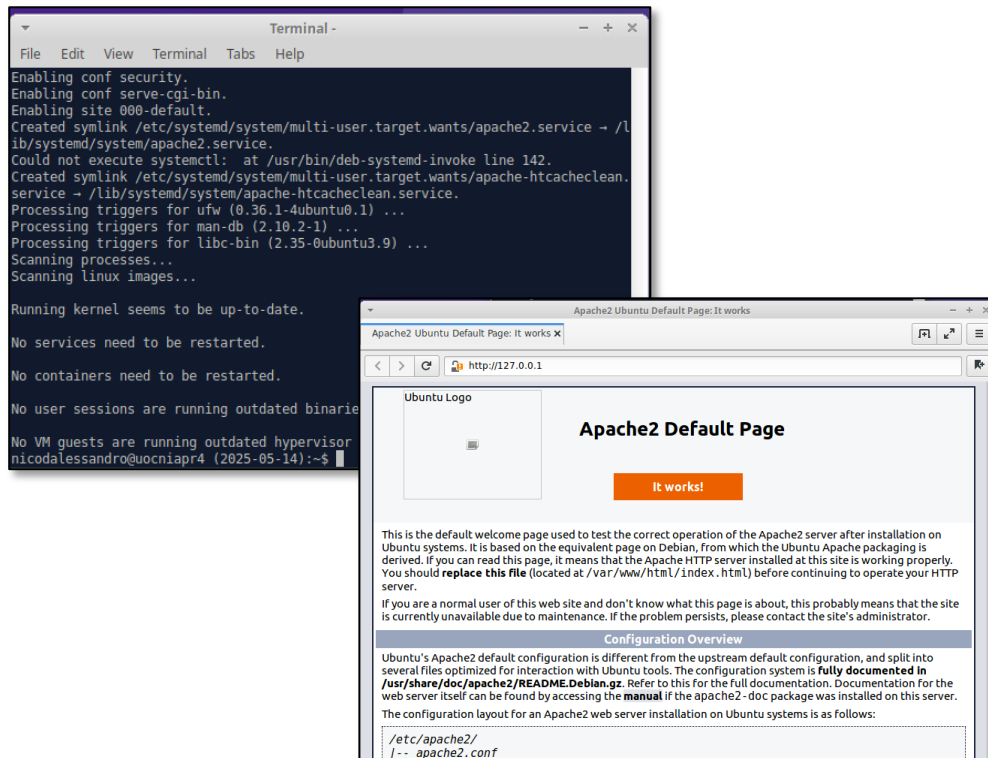 Terminal -
File Edit View Terminal Tabs Help
Enabling conf security.
Enabling conf serve-cgi-bin.
Enabling site 000-default.
Created symlink /etc/systemd/system/multi-user.target.wants/apache2.service → /l
ib/systemd/system/apache2.service.
Could not execute systemctl:  at /usr/bin/deb-systemd-invoke line 142.
Created symlink /etc/systemd/system/multi-user.target.wants/apache-htcacheclean.
service → /lib/systemd/system/apache-htcacheclean.service.
Processing triggers for ufw (0.36.1-4ubuntu0.1) ...
Processing triggers for man-db (2.10.2-1) ...
Processing triggers for libc-bin (2.35-0ubuntu3.9) ...
Scanning processes...
Scanning linux images...
Running kernel seems to be up-to-date.
No services need to be restarted.
No containers need to be restarted.
No user sessions are running outdated binarie
No VM guests are running outdated hypervisor
nicodalessandro@uocniapr4 (2025-05-14):~$
Apache2 Ubuntu Default Page: It works
Apache2 Ubuntu Default Page: It works
http://127.0.0.1
Ubuntu Logo
Apache2 Default Page
It works!
This is the default welcome page used to test the correct operation of the Apache2 server after installation on
Ubuntu systems. It is based on the equivalent page on Debian, from which the Ubuntu Apache packaging is
derived. If you can read this page, it means that the Apache HTTP server installed at this site is working properly.
You should replace this file (located at /var/www/html/index.html) before continuing to operate your HTTP
server.
If you are a normal user of this web site and don't know what this page is about, this probably means that the site
is currently unavailable due to maintenance. If the problem persists, please contact the site's administrator.
Configuration Overview
Ubuntu's Apache2 default configuration is different from the upstream default configuration, and split into
several files optimized for interaction with Ubuntu tools. The configuration system is fully documented in
/usr/share/doc/apache2/README.Debian.gz. Refer to this for the full documentation. Documentation for the
web server itself can be found by accessing the manual if the apache2-doc package was installed on this server.
The configuration layout for an Apache2 web server installation on Ubuntu systems is as follows:
/etc/apache2/
|-- apache2.conf